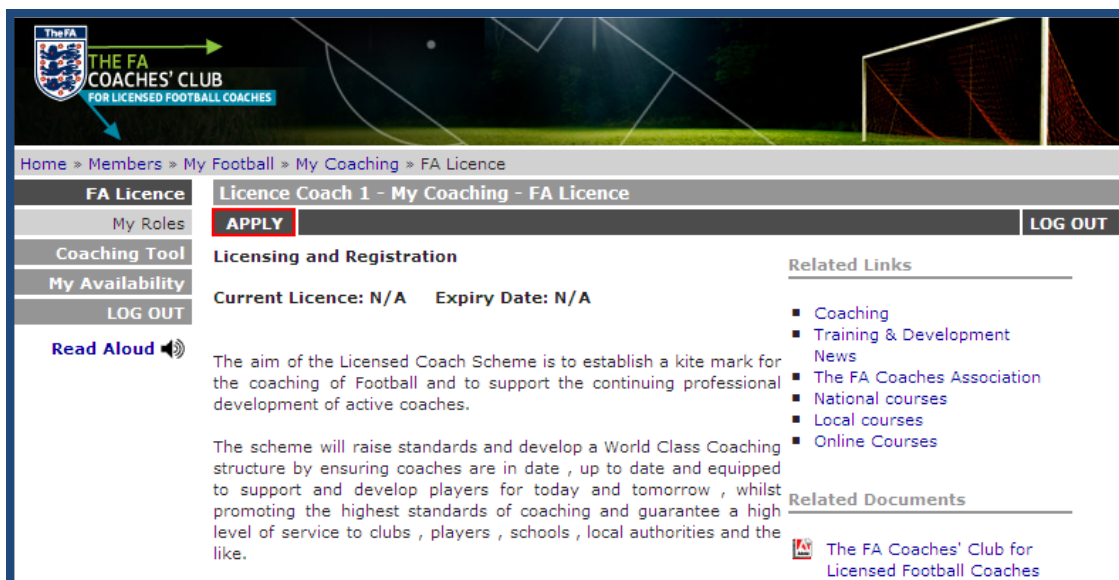 TheFA
THE FA
COACHES' CLUB
FOR LICENSED FOOTBALL COACHES
Home » Members » My Football » My Coaching » FA Licence
FA Licence
My Roles
Coaching Tool
My Availability
LOG OUT
Read Aloud
Licence Coach 1 - My Coaching - FA Licence
APPLY
LOG OUT
Licensing and Registration
Current Licence: N/A Expiry Date: N/A
The aim of the Licensed Coach Scheme is to establish a kite mark for
the coaching of Football and to support the continuing professional
development of active coaches.
The scheme will raise standards and develop a World Class Coaching
structure by ensuring coaches are in date , up to date and equipped
to support and develop players for today and tomorrow , whilst
promoting the highest standards of coaching and guarantee a high
level of service to clubs , players , schools , local authorities and the
like.
Related Links
Coaching
Training & Development
News
The FA Coaches Association
National courses
Local courses
Online Courses
Related Documents
The FA Coaches' Club for
Licensed Football Coaches